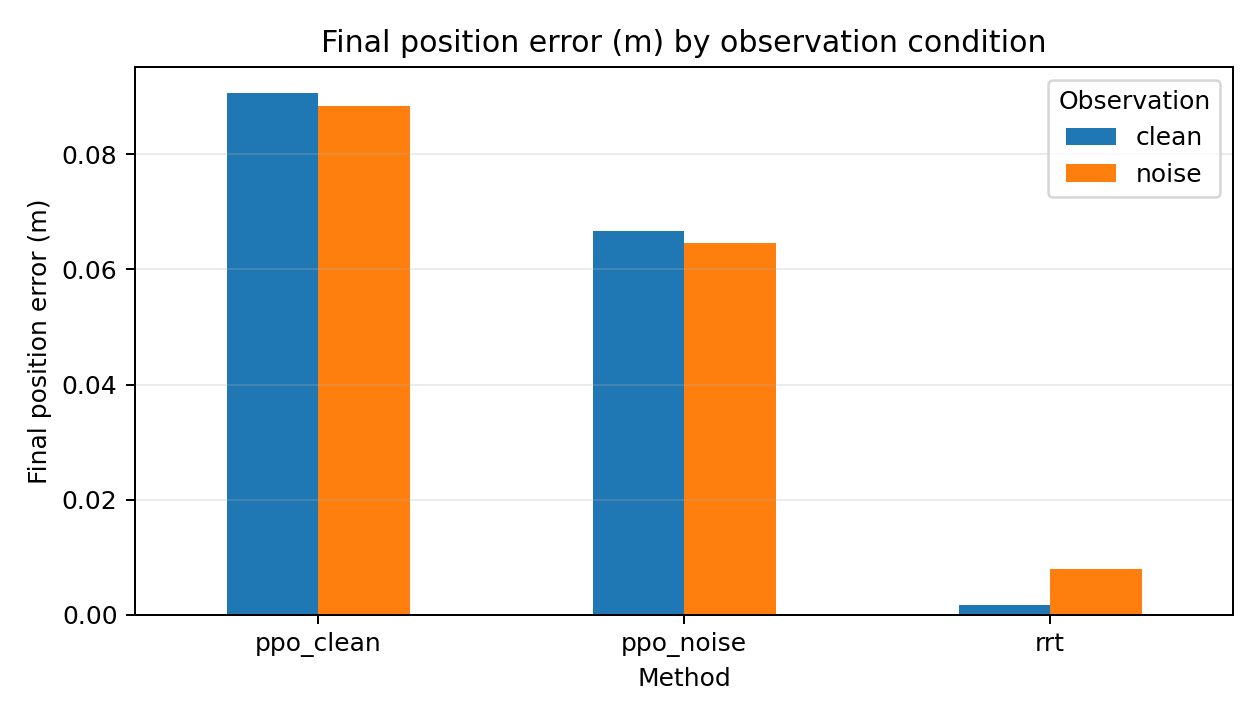 Final position error (m) by observation condition
Observation
clean
noise
Final position error (m)
0.08
0.06
0.04
0.02
0.00
ppo_clean
ppo_noise
rrt
Method